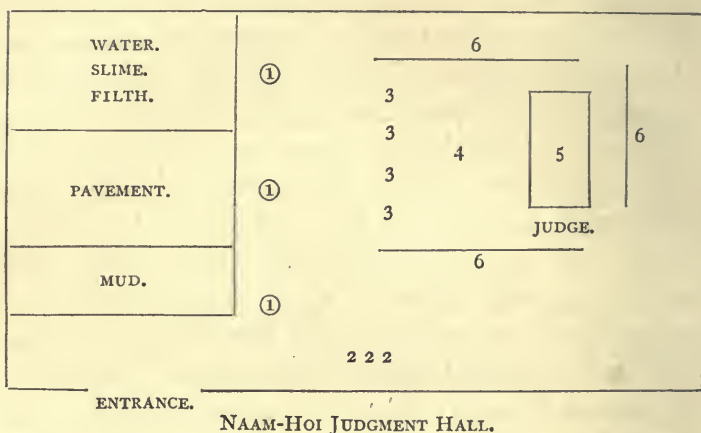 WATER.
SLIME.
FILTH.
PAVEMENT.
MUD.
①
①
①
6
3
3
3
3
4
5
6
JUDGE.
6
2 2 2
ENTRANCE.
NAAM-HOI JUDGMENT HALL.